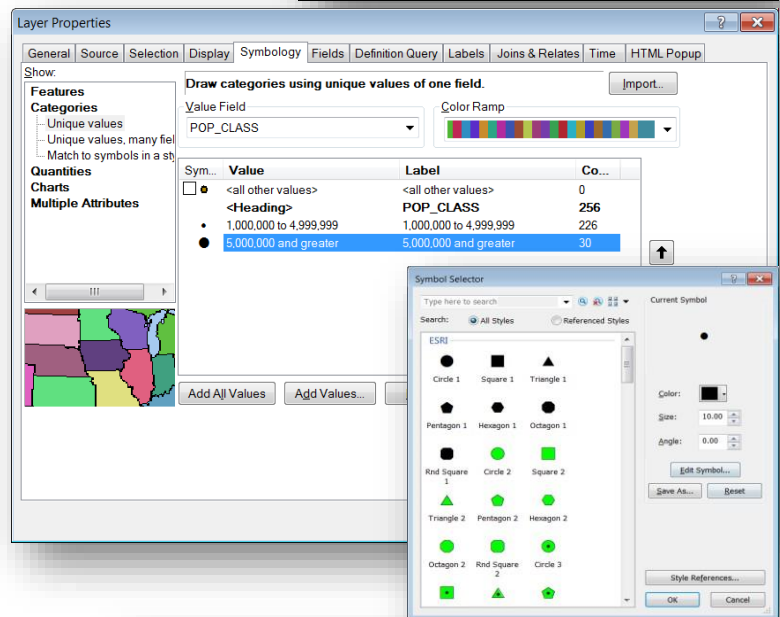 Layer Properties
General Source Selection Display Symbology Fields Definition Query Labels Joins & Relates Time HTML Popup
Show:
Features
Categories
Unique values
Unique values, many fiel
Match to symbols in a sty
Quantities
Charts
Multiple Attributes
Draw categories using unique values of one field.
Import...
Value Field
POP_CLASS
Color Ramp
Sym... Value Label Co...
<all other values> <all other values> 0
<Heading> POP_CLASS 256
1,000,000 to 4,999,999 1,000,000 to 4,999,999 226
5,000,000 and greater 5,000,000 and greater 30
Add All Values Add Values...
Symbol Selector
Type here to search
Search: All Styles Referenced Styles
ESRI
Circle 1 Square 1 Triangle 1
Pentagon 1 Hexagon 1 Octagon 1
Rnd Square 1 Circle 2 Square 2
Triangle 2 Pentagon 2 Hexagon 2
Octagon 2 Rnd Square 2 Circle 3
Current Symbol
Color:
Size: 10.00
Angle: 0.00
Edit Symbol...
Save As... Reset
Style References...
OK Cancel